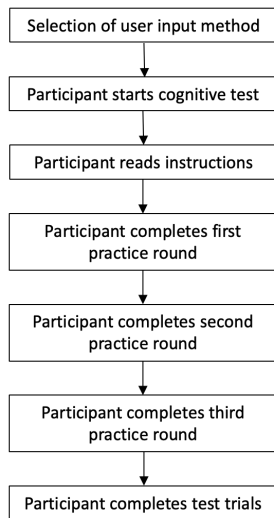 Selection of user input method
Participant starts cognitive test
Participant reads instructions
Participant completes first
practice round
Participant completes second
practice round
Participant completes third
practice round
Participant completes test trials